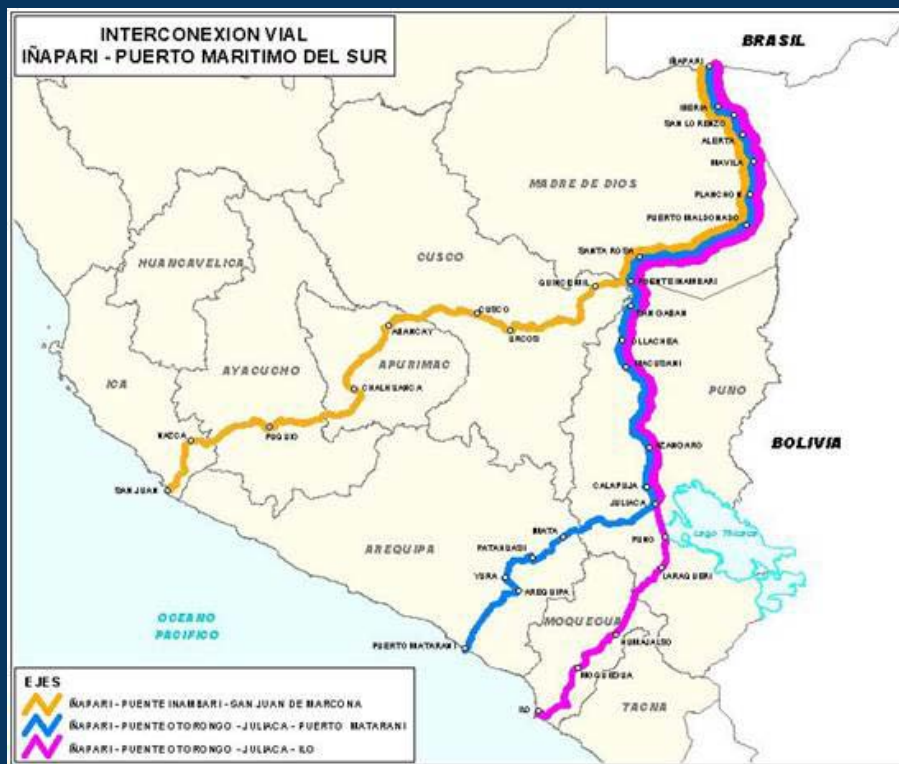 INTERCONEXION VIAL
IÑAPARI - PUERTO MARITIMO DEL SUR
BRASIL
IÑAPARI
IBERIA
SAN LORENZO
ALERTA
MAVILA
PLANCHON
MADRE DE DIOS
PUERTO MALDONADO
SANTA ROSA
HUANCAVELICA
CUSCO
QUINCEMIL
PUENTE INAMBARI
SAN GABAN
CUSCO
ABANCAY
URCOS
OLLACHEA
MACUSANI
APURIMAC
AYACUCHO
ICA
CHALHUANCA
PUNO
PUQUIO
NAZCA
AZANGARO
BOLIVIA
SAN JUAN
CALAPUJA
JULIACA
Lago Titicaca
AREQUIPA
IMATA
PUNO
PATAHUASI
LARAQUERI
YURA
AREQUIPA
OCEANO
PACIFICO
MOQUEGUA
HUMAJALSO
PUERTO MATARANI
MOQUEGUA
TACNA
ILO
EJES
IÑAPARI - PUENTE INAMBARI - SAN JUAN DE MARCONA
IÑAPARI - PUENTE OTORONGO - JULIACA - PUERTO MATARANI
IÑAPARI - PUENTE OTORONGO - JULIACA - ILO